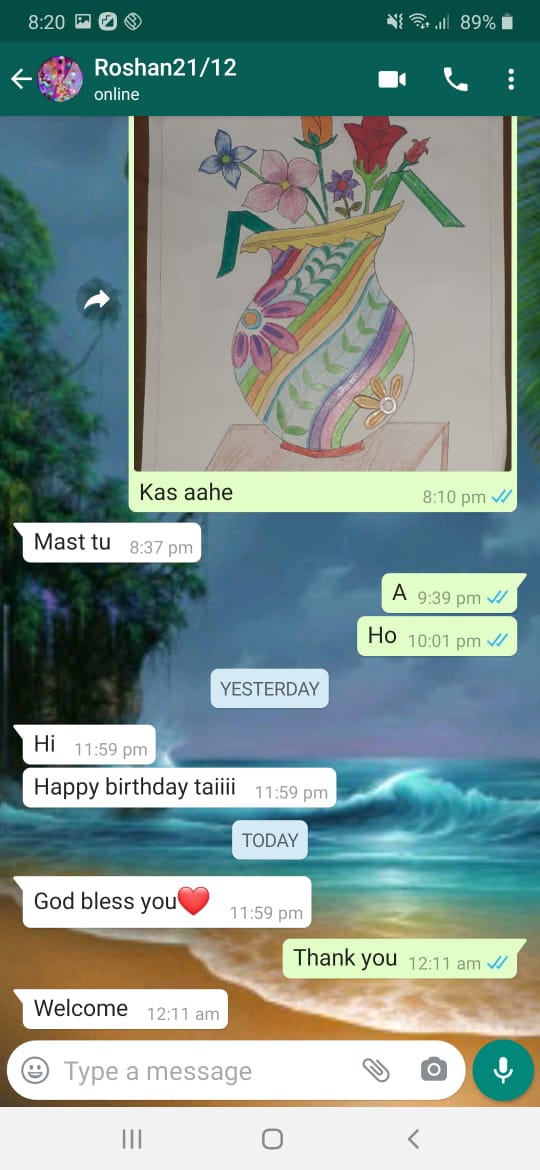 8:20
89%
Roshan21/12
online
Kas aahe
8:10 pm
Mast tu
8:37 pm
A
9:39 pm
Ho
10:01 pm
YESTERDAY
Hi
11:59 pm
Happy birthday taiiii
11:59 pm
TODAY
God bless you❤️
11:59 pm
Thank you
12:11 am
Welcome
12:11 am
Type a message